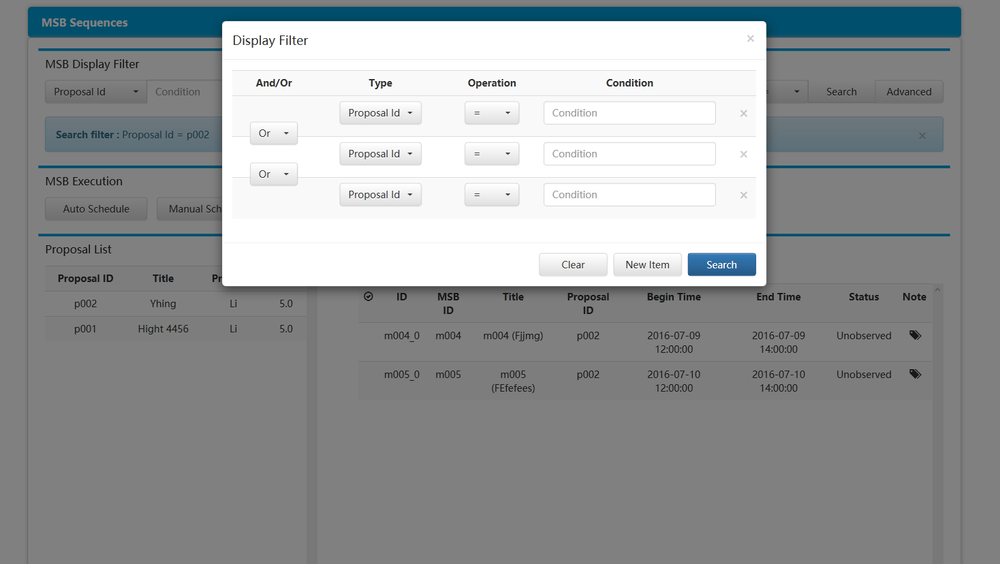 MSB Sequences
Display Filter
×
MSB Display Filter
Proposal Id
Condition
=
Search
Advanced
Search filter : Proposal Id = p002
×
And/Or Type Operation Condition
Proposal Id = Condition ×
Or
Proposal Id = Condition ×
Or
Proposal Id = Condition ×
Clear New Item Search
MSB Execution
Auto Schedule
Manual Sch
Proposal List
Proposal ID Title Pr
p002 Yhing Li 5.0
p001 Hight 4456 Li 5.0
ID MSB ID Title Proposal ID Begin Time End Time Status Note
m004_0 m004 m004 (Fjjmg) p002 2016-07-09 12:00:00 2016-07-09 14:00:00 Unobserved
m005_0 m005 m005 (FEfefees) p002 2016-07-10 12:00:00 2016-07-10 14:00:00 Unobserved